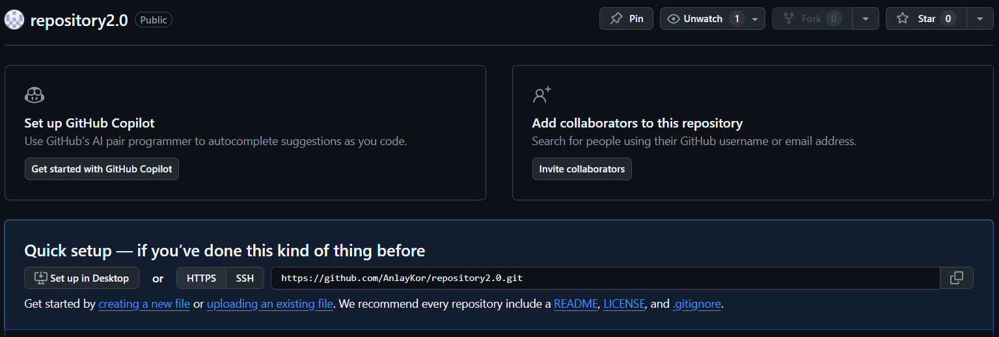 repository2.0 Public Pin Unwatch 1 Fork 0 Star 0
Set up GitHub Copilot
Use GitHub's AI pair programmer to autocomplete suggestions as you code.
Get started with GitHub Copilot
Add collaborators to this repository
Search for people using their GitHub username or email address.
Invite collaborators
Quick setup — if you've done this kind of thing before
Set up in Desktop or HTTPS SSH https://github.com/AnlayKor/repository2.0.git
Get started by creating a new file or uploading an existing file. We recommend every repository include a README, LICENSE, and .gitignore.